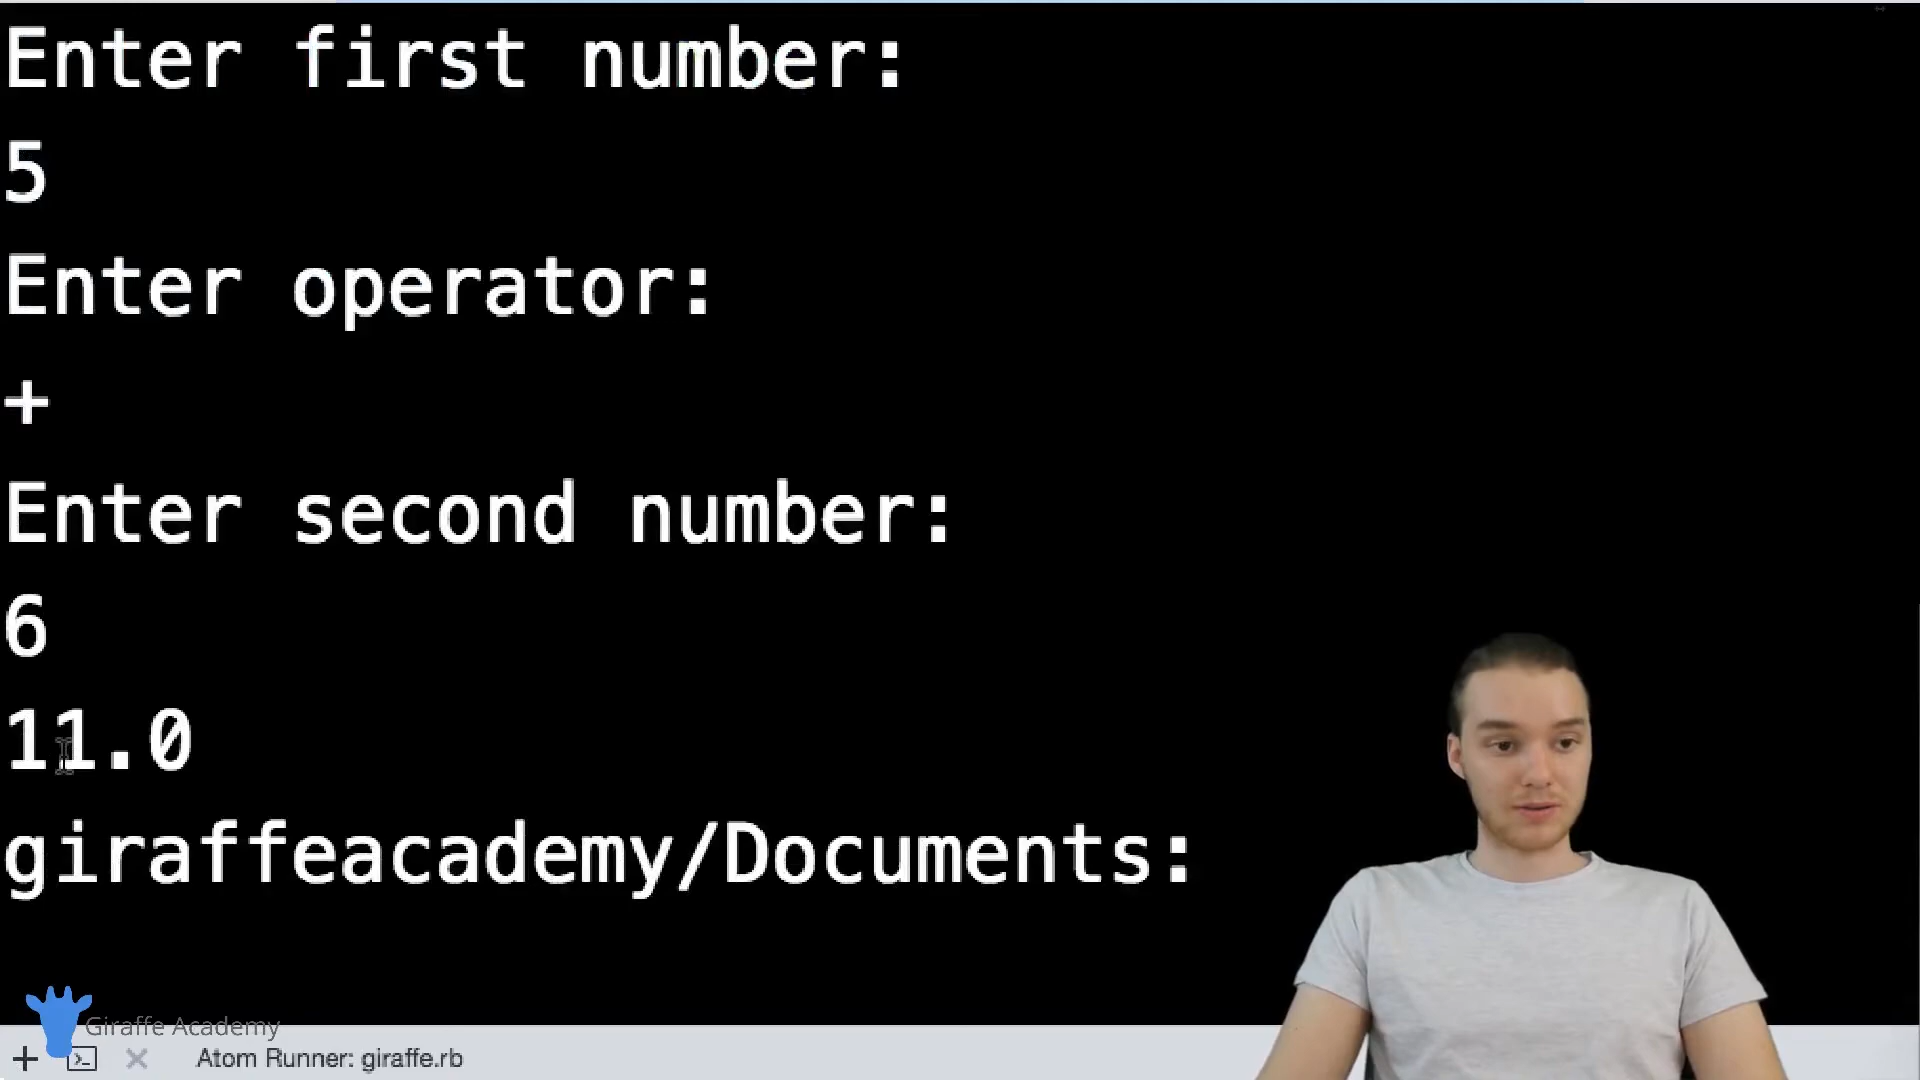 Enter first number:
5
Enter operator:
+
Enter second number:
6
11.0
giraffeacademy/Documents:
Giraffe Academy
Atom Runner: giraffe.rb